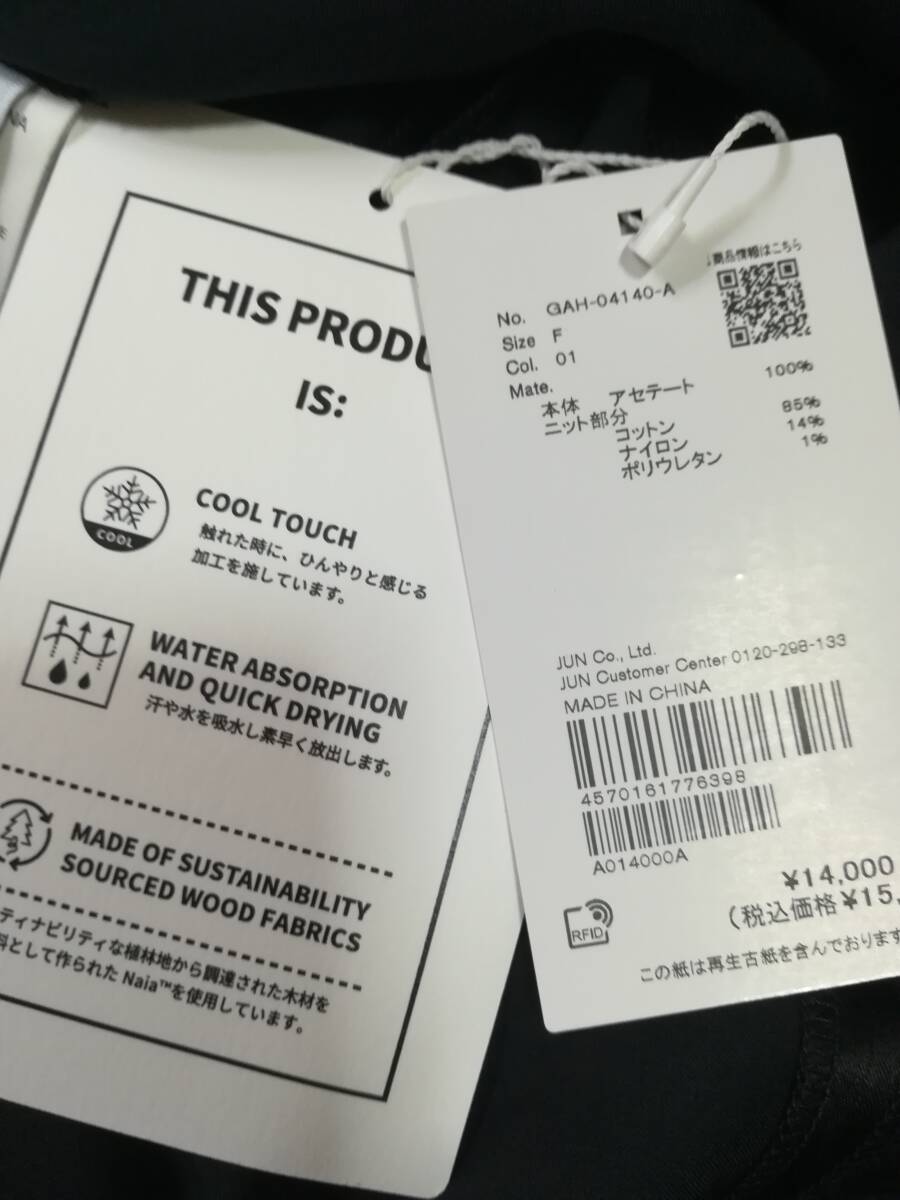 THIS PRODU
IS:
COOL
COOL TOUCH
触れた時に、ひんやりと感じる
加工を施しています。
WATER ABSORPTION
AND QUICK DRYING
汗や水を吸水し素早く放出します。
MADE OF SUSTAINABILITY
SOURCED WOOD FABRICS
ティナビリティな植林地から調達された木材を
料として作られた Naia™を使用しています。
商品情報はこちら
No. GAH-04140-A
Size F
Col. 01
Mate.
本体 アセテート 100%
ニット部分
コットン 85%
ナイロン 14%
ポリウレタン 1%
JUN Co., Ltd.
JUN Customer Center 0120-298-133
MADE IN CHINA
4570161776398
A014000A
RFID
¥14,000
(税込価格¥15,
この紙は再生古紙を含んでおります